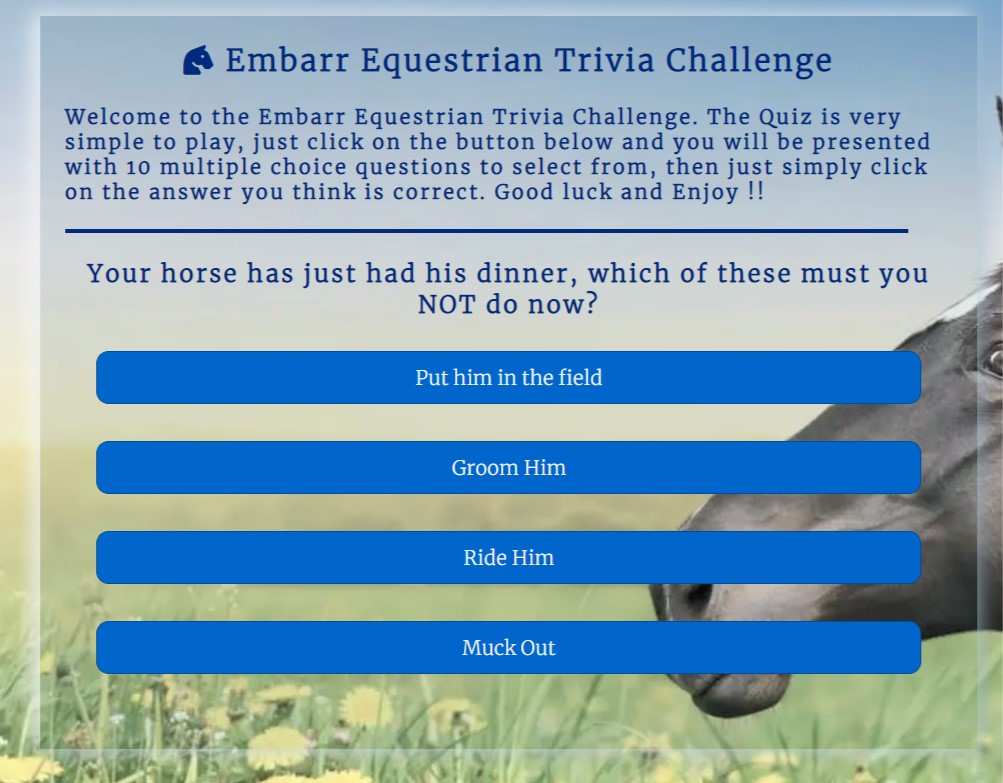 Embarr Equestrian Trivia Challenge
Welcome to the Embarr Equestrian Trivia Challenge. The Quiz is very
simple to play, just click on the button below and you will be presented
with 10 multiple choice questions to select from, then just simply click
on the answer you think is correct. Good luck and Enjoy !!
Your horse has just had his dinner, which of these must you
NOT do now?
Put him in the field
Groom Him
Ride Him
Muck Out